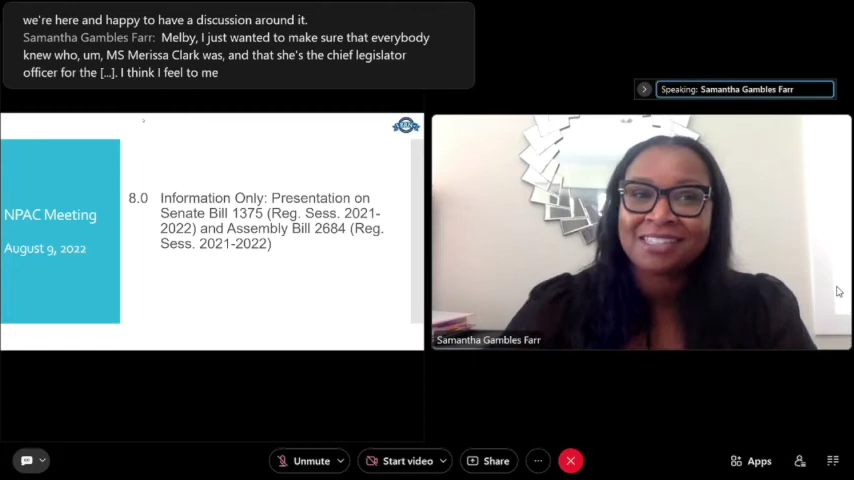 we're here and happy to have a discussion around it.
Samantha Gambles Farr: Melby, I just wanted to make sure that everybody
knew who, um, MS Merissa Clark was, and that she's the chief legislator
officer for the [...]. I think I feel to me
Speaking: Samantha Gambles Farr
NPAC Meeting
August 9, 2022
8.0 Information Only: Presentation on
Senate Bill 1375 (Reg. Sess. 2021-
2022) and Assembly Bill 2684 (Reg.
Sess. 2021-2022)
Samantha Gambles Farr
Unmute
Start video
Share
Apps